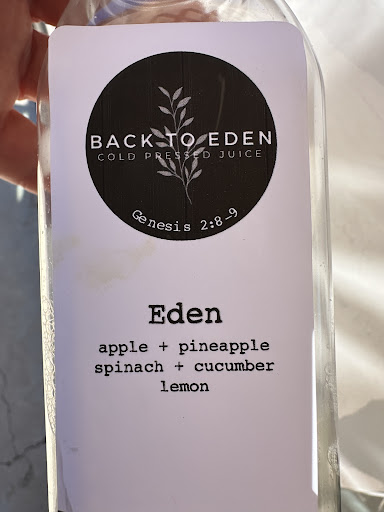 BACK TO EDEN
COLD PRESSED JUICE
Genesis 2:8-9
Eden
apple + pineapple
spinach + cucumber
lemon